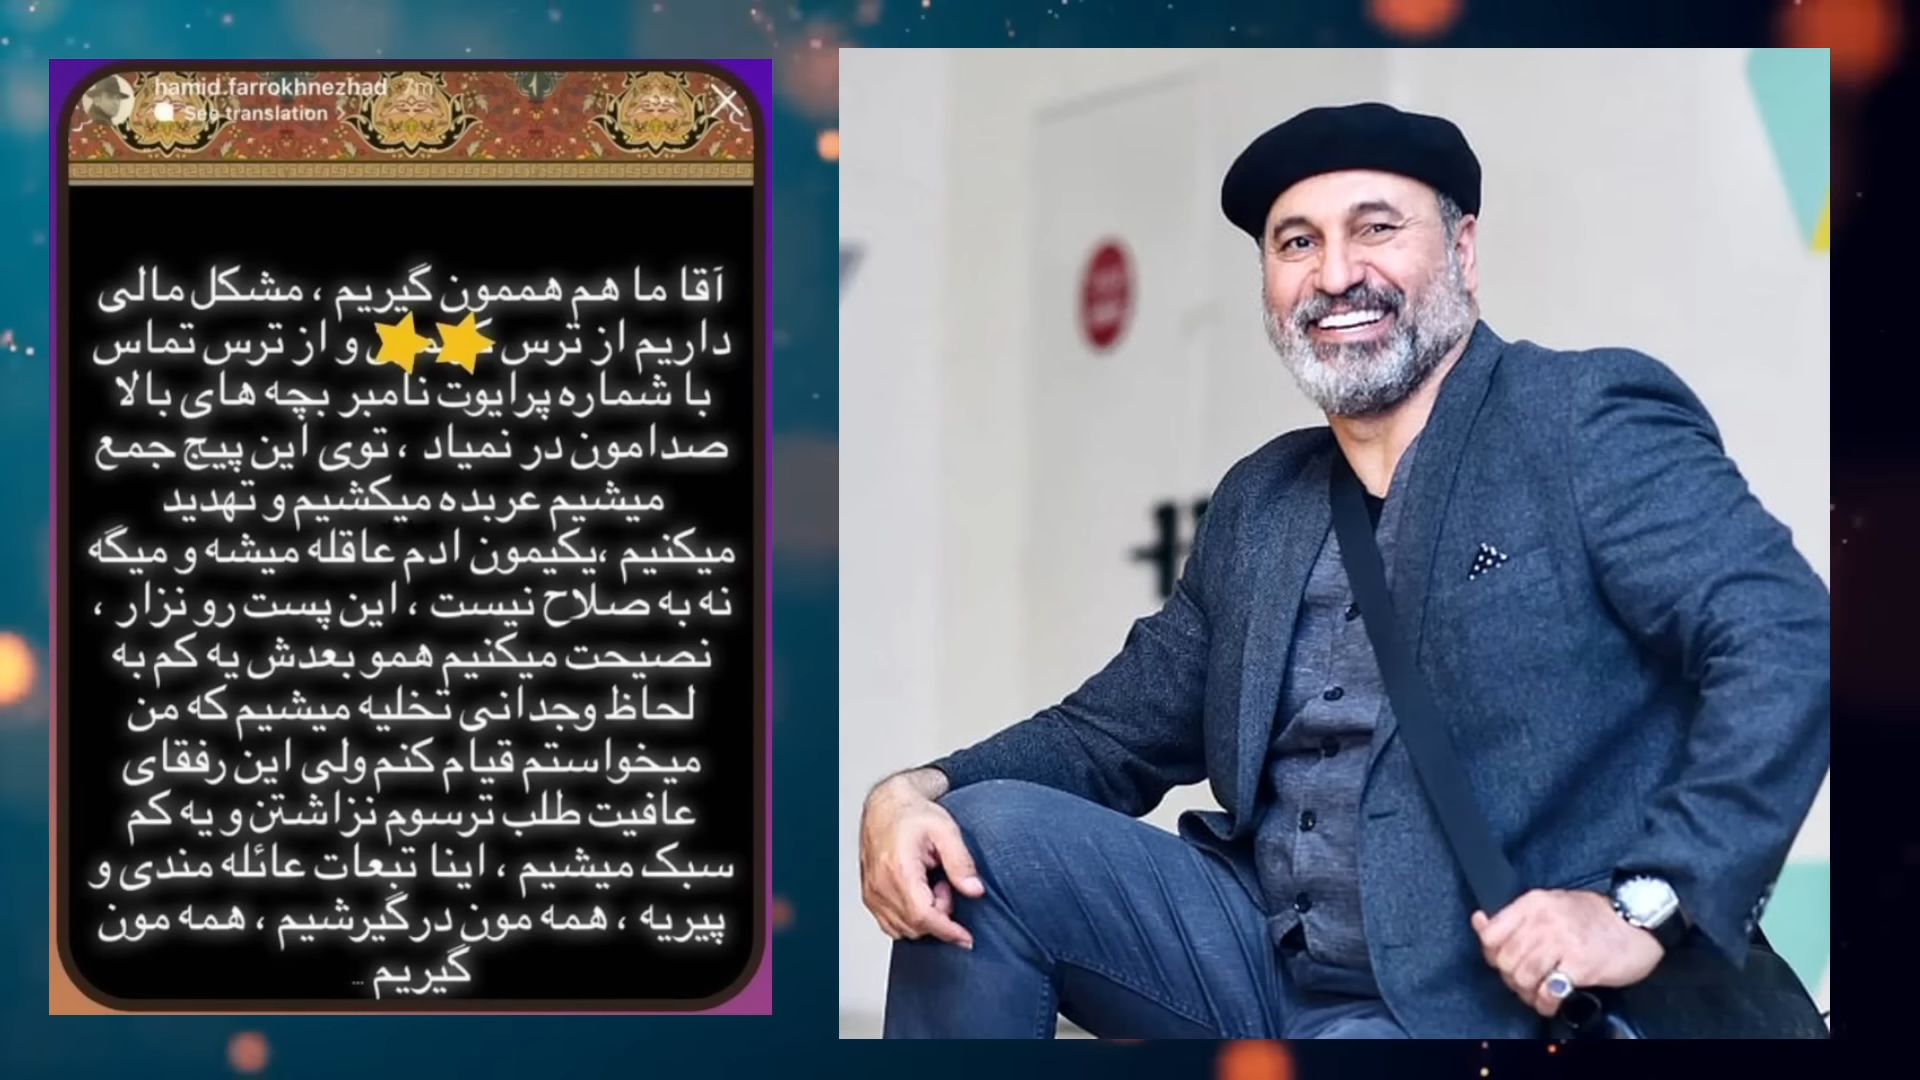 hamid.farrokhnezhad 7m
See translation >
آقا ما هم هممون گیریم ، مشکل مالی
داریم از ترس و از ترس تماس
با شماره پرایوت نامبر بچه های بالا
صدامون در نمیاد ، توی این پیج جمع
میشیم عربده میکشیم و تهدید
میکنیم ،یکیمون ادم عاقله میشه و میگه
نه به صلاح نیست ، این پست رو نزار ،
نصیحت میکنیم همو بعدش یه کم به
لحاظ وجدانی تخلیه میشیم که من
میخواستم قیام کنم ولی این رفقای
عافیت طلب ترسوم نزاشتن و یه کم
سبک میشیم ، اینا تبعات عائله مندی و
پیریه ، همه مون درگیرشیم ، همه مون
گیریم ...